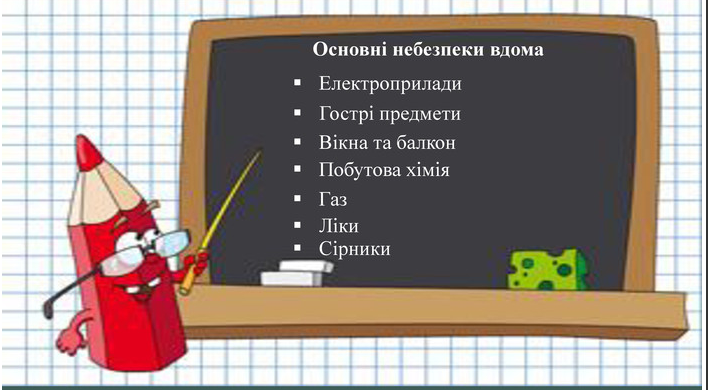 Основні небезпеки вдома
▪ Електроприлади
▪ Гострі предмети
▪ Вікна та балкон
▪ Побутова хімія
▪ Газ
▪ Ліки
▪ Сірники